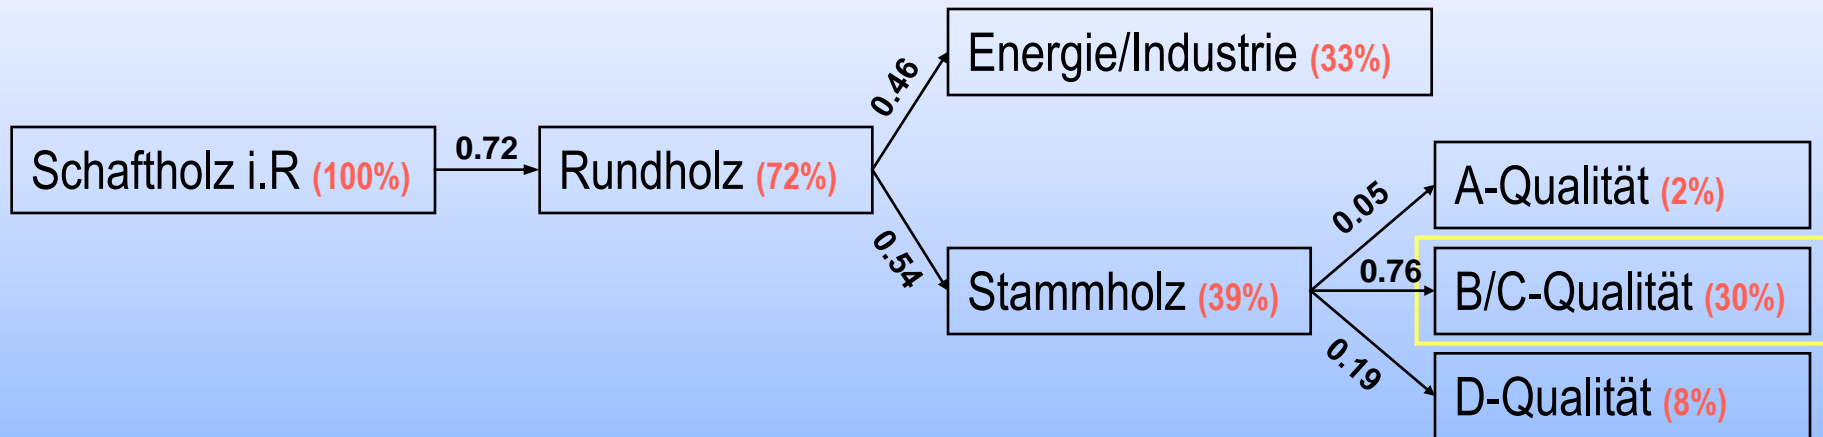 Energie/Industrie (33%)
0.46
Schaftholz i.R (100%)
0.72
Rundholz (72%)
0.54
Stammholz (39%)
0.05
A-Qualität (2%)
0.76
B/C-Qualität (30%)
0.19
D-Qualität (8%)